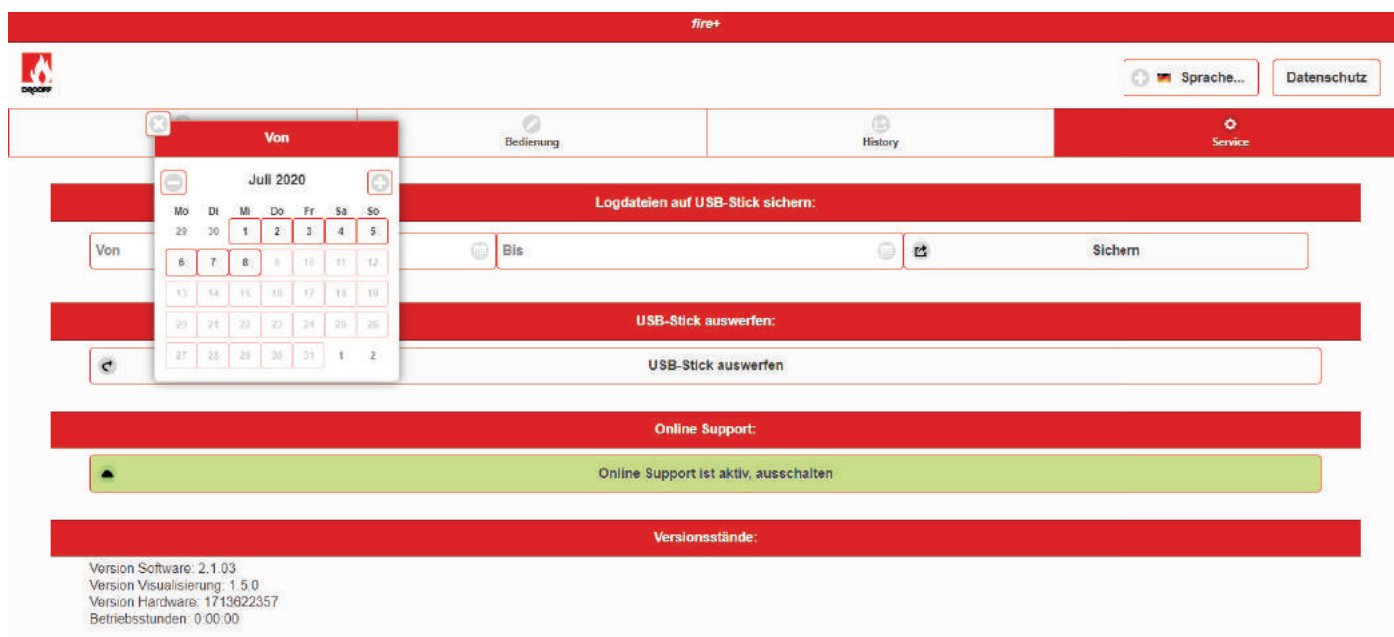 fire+
DROOFF
Sprache...
Datenschutz
Bedienung
History
Service
Von
Juli 2020
Mo Di Mi Do Fr Sa So
29 30 1 2 3 4 5
6 7 8 9 10 11 12
13 14 15 16 17 18 19
20 21 22 23 24 25 26
27 28 29 30 31 1 2
Logdateien auf USB-Stick sichern:
Von
Bis
Sichern
USB-Stick auswerfen:
USB-Stick auswerfen
Online Support:
Online Support ist aktiv, ausschalten
Versionsstände:
Version Software: 2.1.03
Version Visualisierung: 1.5.0
Version Hardware: 1713622357
Betriebsstunden: 0:00:00